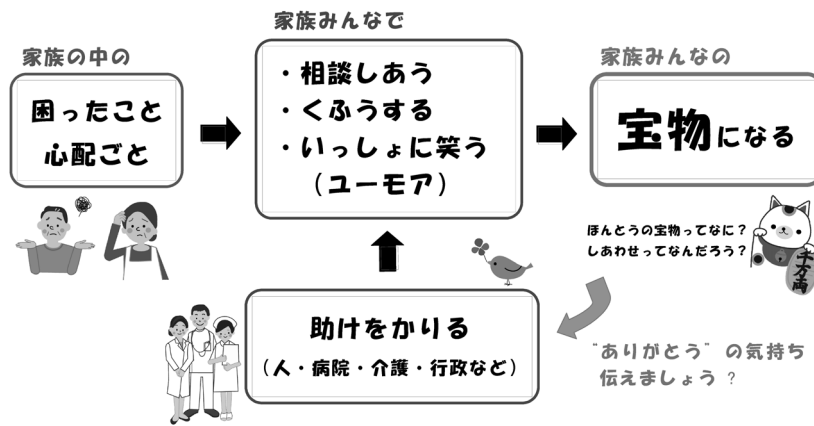 家族の中の
困ったこと
心配ごと
家族みんなで
・相談しあう
・くふうする
・いっしょに笑う
（ユーモア）
家族みんなの
宝物になる
ほんとうの宝物ってなに？
しあわせってなんだろう？
千万両
助けをかりる
（人・病院・介護・行政など）
“ありがとう”の気持ち
伝えましょう ?